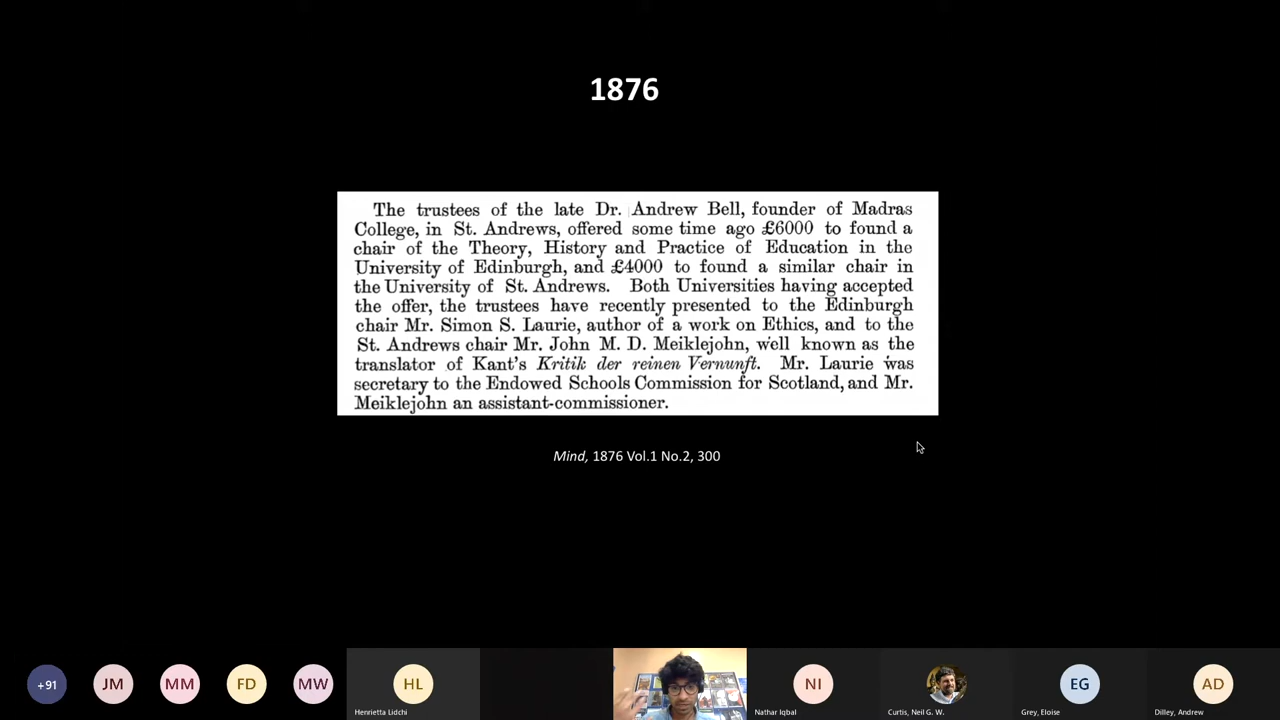 1876
The trustees of the late Dr. Andrew Bell, founder of Madras
College, in St. Andrews, offered some time ago £6000 to found a
chair of the Theory, History and Practice of Education in the
University of Edinburgh, and £4000 to found a similar chair in
the University of St. Andrews. Both Universities having accepted
the offer, the trustees have recently presented to the Edinburgh
chair Mr. Simon S. Laurie, author of a work on Ethics, and to the
St. Andrews chair Mr. John M. D. Meiklejohn, well known as the
translator of Kant's Kritik der reinen Vernunft. Mr. Laurie was
secretary to the Endowed Schools Commission for Scotland, and Mr.
Meiklejohn an assistant-commissioner.
Mind, 1876 Vol.1 No.2, 300
+91 JM MM FD MW HL NI EG AD
Henrietta Lidchi Nathar Iqbal Curtis, Neil G. W. Grey, Eloise Dilley, Andrew